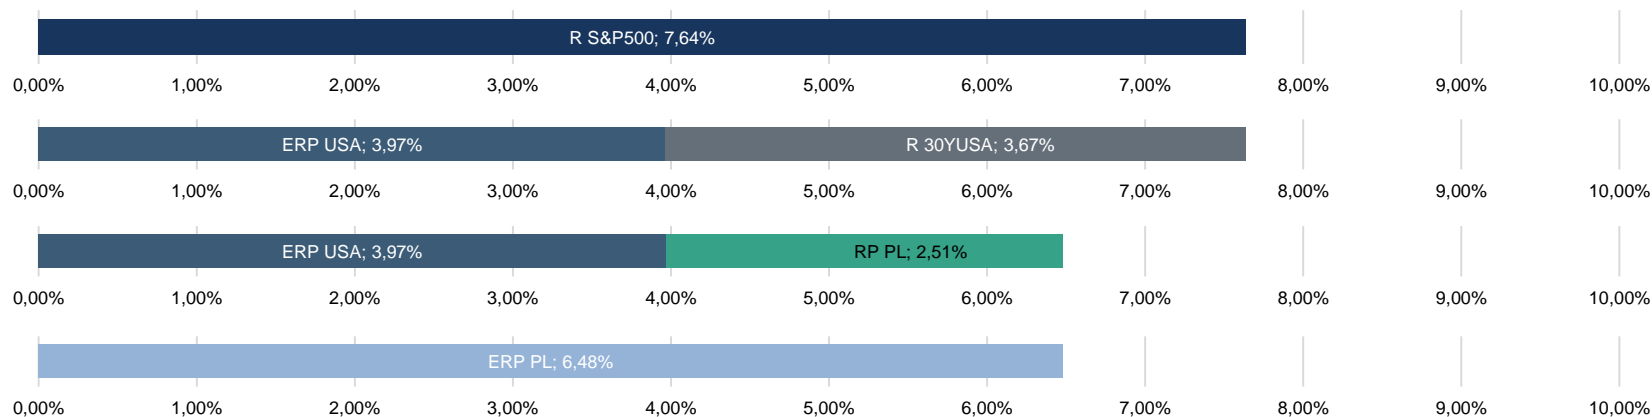 R S&P500; 7,64%
0,00% 1,00% 2,00% 3,00% 4,00% 5,00% 6,00% 7,00% 8,00% 9,00% 10,00%
ERP USA; 3,97% R 30YUSA; 3,67%
0,00% 1,00% 2,00% 3,00% 4,00% 5,00% 6,00% 7,00% 8,00% 9,00% 10,00%
ERP USA; 3,97% RP PL; 2,51%
0,00% 1,00% 2,00% 3,00% 4,00% 5,00% 6,00% 7,00% 8,00% 9,00% 10,00%
ERP PL; 6,48%
0,00% 1,00% 2,00% 3,00% 4,00% 5,00% 6,00% 7,00% 8,00% 9,00% 10,00%